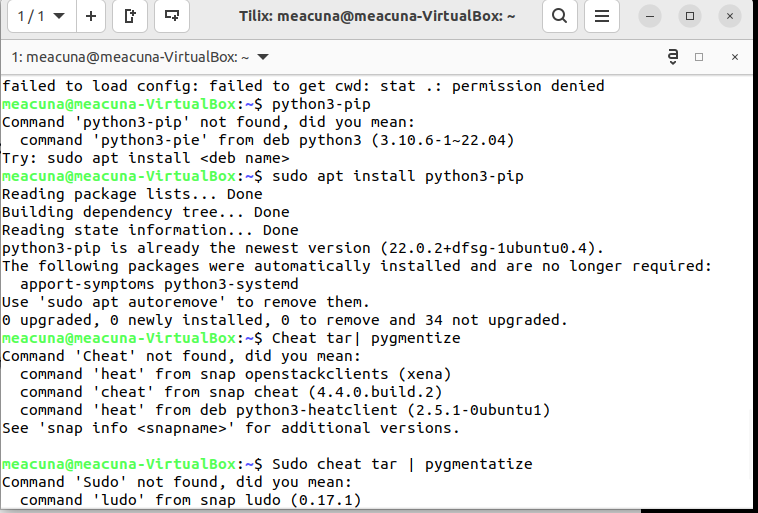 1 / 1
Tilix: meacuna@meacuna-VirtualBox: ~
1: meacuna@meacuna-VirtualBox: ~
failed to load config: failed to get cwd: stat .: permission denied
meacuna@meacuna-VirtualBox:~$ python3-pip
Command 'python3-pip' not found, did you mean:
  command 'python3-pie' from deb python3 (3.10.6-1~22.04)
Try: sudo apt install <deb name>
meacuna@meacuna-VirtualBox:~$ sudo apt install python3-pip
Reading package lists... Done
Building dependency tree... Done
Reading state information... Done
python3-pip is already the newest version (22.0.2+dfsg-1ubuntu0.4).
The following packages were automatically installed and are no longer required:
  apport-symptoms python3-systemd
Use 'sudo apt autoremove' to remove them.
0 upgraded, 0 newly installed, 0 to remove and 34 not upgraded.
meacuna@meacuna-VirtualBox:~$ Cheat tar| pygmentize
Command 'Cheat' not found, did you mean:
  command 'heat' from snap openstackclients (xena)
  command 'cheat' from snap cheat (4.4.0.build.2)
  command 'heat' from deb python3-heatclient (2.5.1-0ubuntu1)
See 'snap info <snapname>' for additional versions.
meacuna@meacuna-VirtualBox:~$ Sudo cheat tar | pygmentatize
Command 'Sudo' not found, did you mean:
  command 'ludo' from snap ludo (0.17.1)